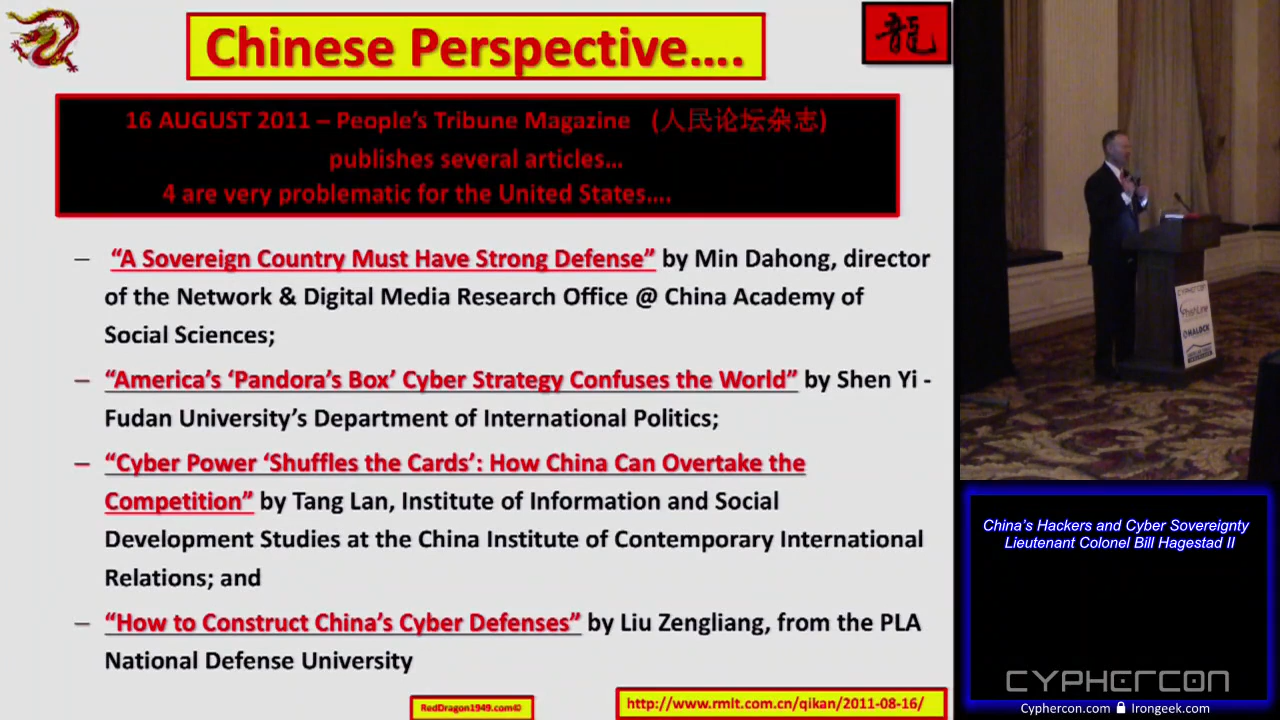 Chinese Perspective….
龍
16 AUGUST 2011 – People's Tribune Magazine (人民论坛杂志)
publishes several articles…
4 are very problematic for the United States….
– “A Sovereign Country Must Have Strong Defense” by Min Dahong, director
of the Network & Digital Media Research Office @ China Academy of
Social Sciences;
– “America’s ‘Pandora’s Box’ Cyber Strategy Confuses the World” by Shen Yi -
Fudan University’s Department of International Politics;
– “Cyber Power ‘Shuffles the Cards’: How China Can Overtake the
Competition” by Tang Lan, Institute of Information and Social
Development Studies at the China Institute of Contemporary International
Relations; and
– “How to Construct China’s Cyber Defenses” by Liu Zengliang, from the PLA
National Defense University
RedDragon1949.com©
http://www.rmlt.com.cn/qikan/2011-08-16/
CYPHERCON
HALOCK
China's Hackers and Cyber Sovereignty
Lieutenant Colonel Bill Hagestad II
CYPHERCON
Cyphercon.com Irongeek.com